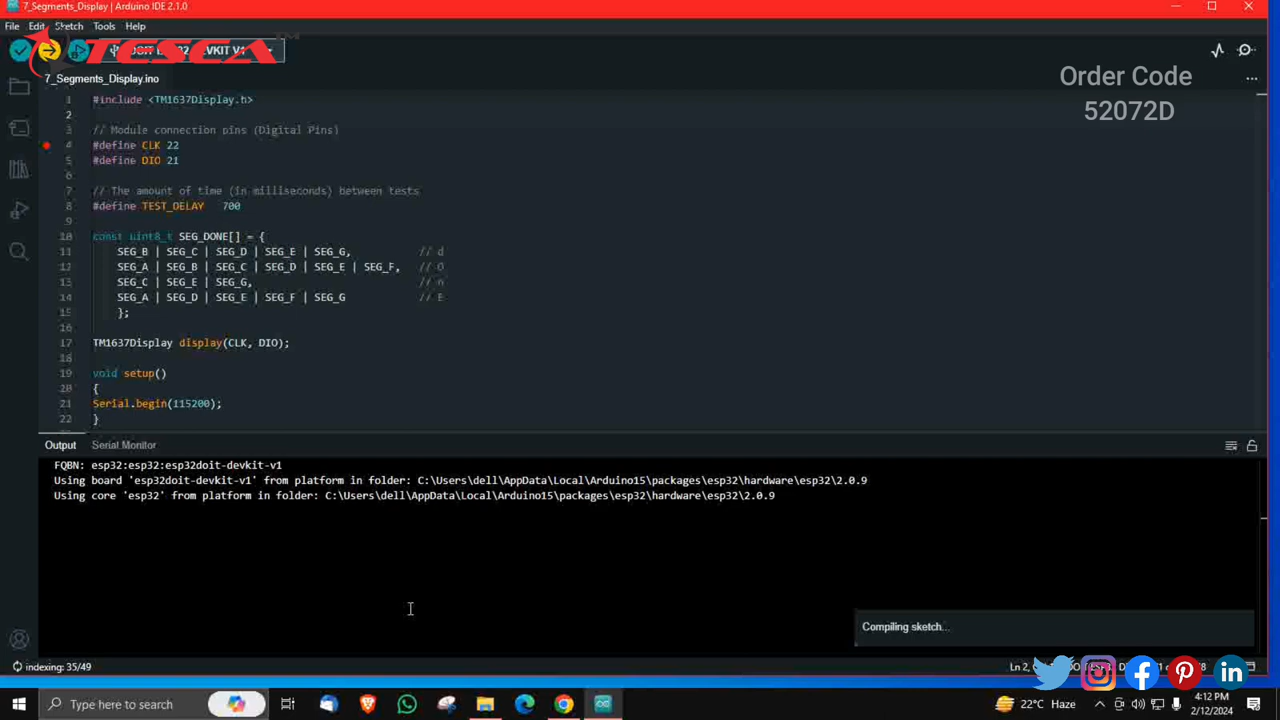 7_Segments_Display | Arduino IDE 2.1.0
File Edit Sketch Tools Help
TESCA
DOIT ESP32 DEVKIT V1
Order Code
52072D
7_Segments_Display.ino
1 #include <TM1637Display.h>
2
3 // Module connection pins (Digital Pins)
4 #define CLK 22
5 #define DIO 21
6
7 // The amount of time (in milliseconds) between tests
8 #define TEST_DELAY 700
9
10 const uint8_t SEG_DONE[] = {
11 SEG_B | SEG_C | SEG_D | SEG_E | SEG_G, // d
12 SEG_A | SEG_B | SEG_C | SEG_D | SEG_E | SEG_F, // O
13 SEG_C | SEG_E | SEG_G, // n
14 SEG_A | SEG_D | SEG_E | SEG_F | SEG_G // E
15 };
16
17 TM1637Display display(CLK, DIO);
18
19 void setup()
20 {
21 Serial.begin(115200);
22 }
Output Serial Monitor
FQBN: esp32:esp32:esp32doit-devkit-v1
Using board 'esp32doit-devkit-v1' from platform in folder: C:\Users\dell\AppData\Local\Arduino15\packages\esp32\hardware\esp32\2.0.9
Using core 'esp32' from platform in folder: C:\Users\dell\AppData\Local\Arduino15\packages\esp32\hardware\esp32\2.0.9
Compiling sketch...
indexing: 35/49
Ln 2,
Type here to search
22°C Haze
4:12 PM
2/12/2024